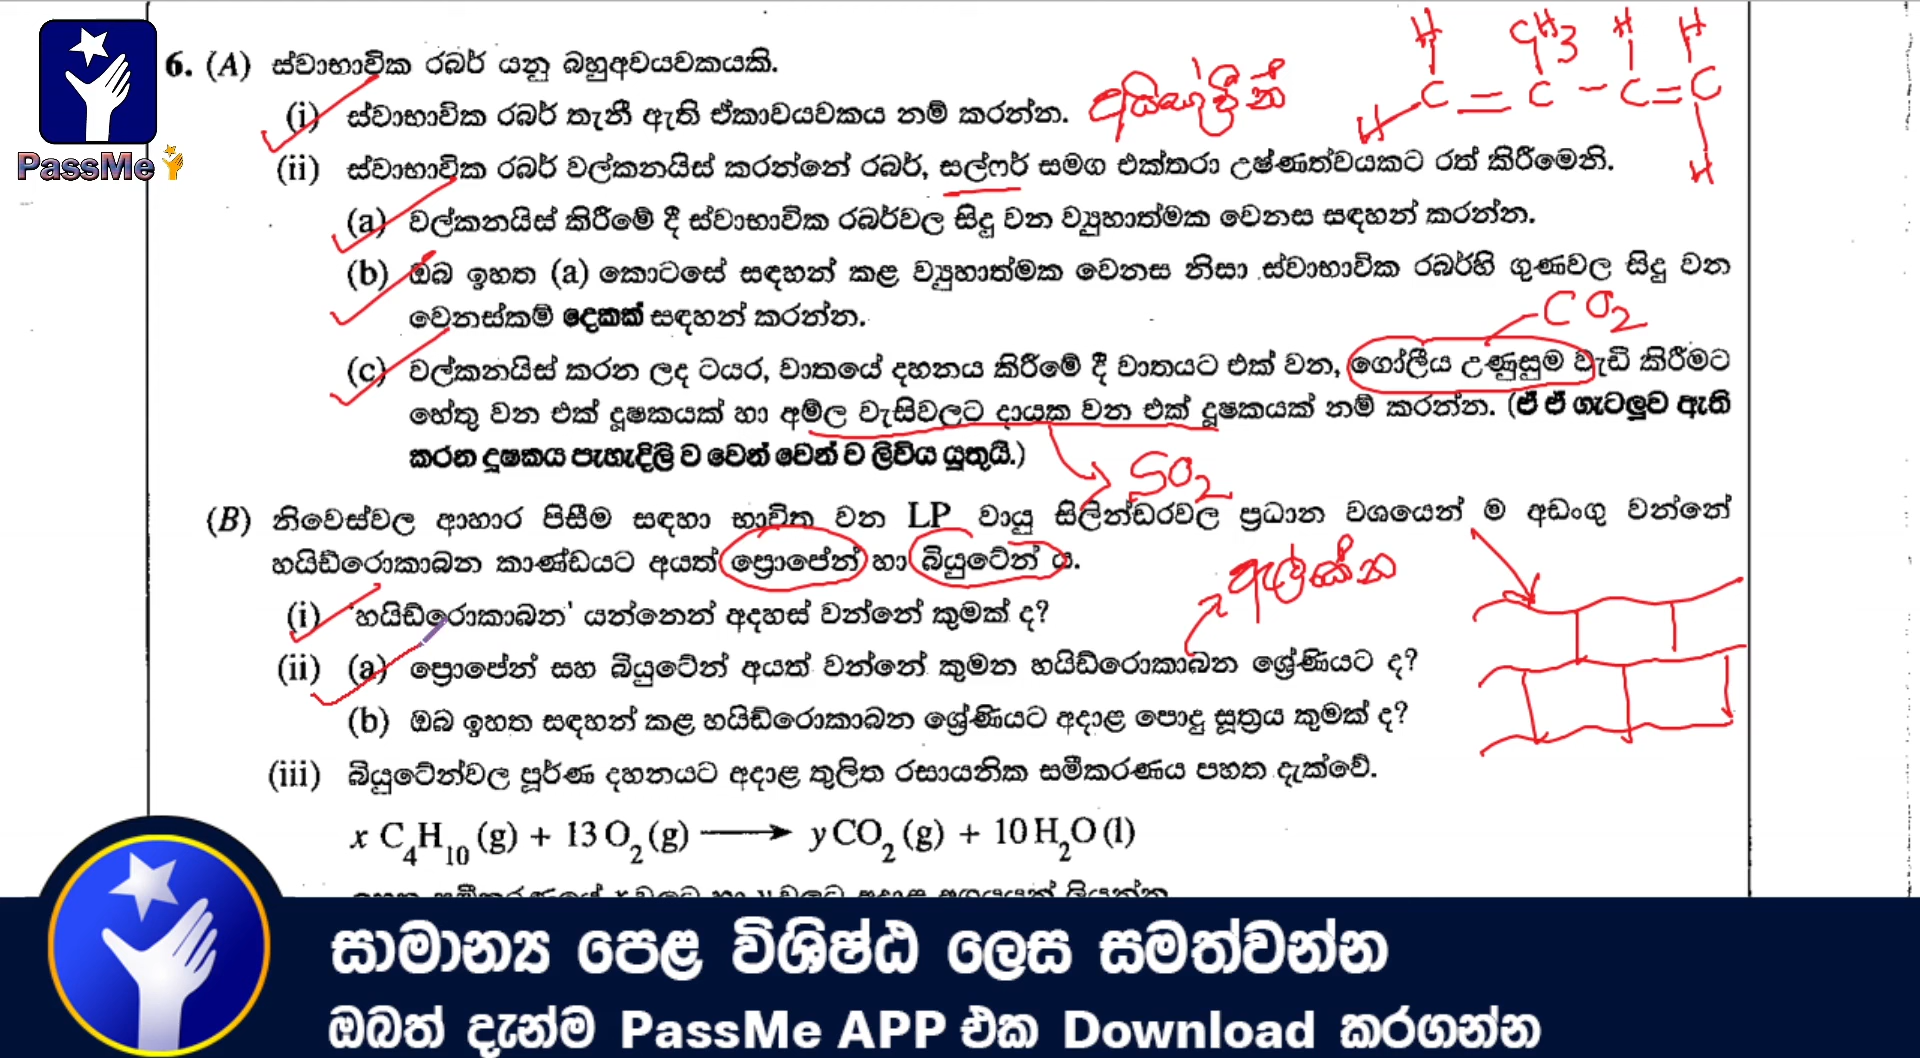 PassMe
6. (A) ස්වාභාවික රබර් යනු බහුඅවයවකයකි.
(i) ස්වාභාවික රබර් තැනී ඇති ඒකාවයවකය නම් කරන්න.
H CH3 H H
H C = C - C = C
H
(ii) ස්වාභාවික රබර් වල්කනයිස් කරන්නේ රබර්, සල්ෆර් සමග එක්තරා උෂ්ණත්වයකට රත් කිරීමෙනි.
(a) වල්කනයිස් කිරීමේ දී ස්වාභාවික රබර්වල සිදු වන ව්‍යුහාත්මක වෙනස සඳහන් කරන්න.
(b) ඔබ ඉහත (a) කොටසේ සඳහන් කළ ව්‍යුහාත්මක වෙනස නිසා ස්වාභාවික රබර්හි ගුණවල සිදු වන
වෙනස්කම් දෙකක් සඳහන් කරන්න.
CO2
(c) වල්කනයිස් කරන ලද ටයර, වාතයේ දහනය කිරීමේ දී වාතයට එක් වන, ගෝලීය උණුසුම වැඩි කිරීමට
හේතු වන එක් දූෂකයක් හා අම්ල වැසිවලට දායක වන එක් දූෂකයක් නම් කරන්න. (ඒ ඒ ගැටලුව ඇති
කරන දූෂකය පැහැදිලි ව වෙන් වෙන් ව ලිවිය යුතුයි.)
SO2
(B) නිවෙස්වල ආහාර පිසීම සඳහා භාවිත වන LP වායු සිලින්ඩරවල ප්‍රධාන වශයෙන් ම අඩංගු වන්නේ
හයිඩ්රොකාබන කාණ්ඩයට අයත් ප්‍රොපේන් හා බියුටේන් ය.
(i) 'හයිඩ්රොකාබන' යන්නෙන් අදහස් වන්නේ කුමක් ද?
(ii) (a) ප්‍රොපේන් සහ බියුටේන් අයත් වන්නේ කුමන හයිඩ්රොකාබන ශ්‍රේණියට ද?
(b) ඔබ ඉහත සඳහන් කළ හයිඩ්රොකාබන ශ්‍රේණියට අදාළ පොදු සූත්‍රය කුමක් ද?
(iii) බියුටේන්වල පූර්ණ දහනයට අදාළ තුලිත රසායනික සමීකරණය පහත දැක්වේ.
x C4H10 (g) + 13 O2 (g) ⟶ y CO2 (g) + 10 H2O (l)
සාමාන්‍ය පෙළ විශිෂ්ඨ ලෙස සමත්වන්න
ඔබත් දැන්ම PassMe APP එක Download කරගන්න